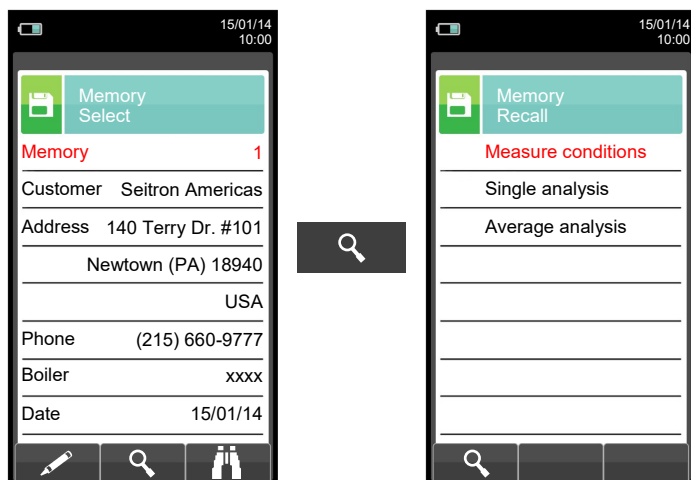 15/01/14
10:00
Memory
Select
Memory 1
Customer Seitron Americas
Address 140 Terry Dr. #101
Newtown (PA) 18940
USA
Phone (215) 660-9777
Boiler xxxx
Date 15/01/14
15/01/14
10:00
Memory
Recall
Measure conditions
Single analysis
Average analysis